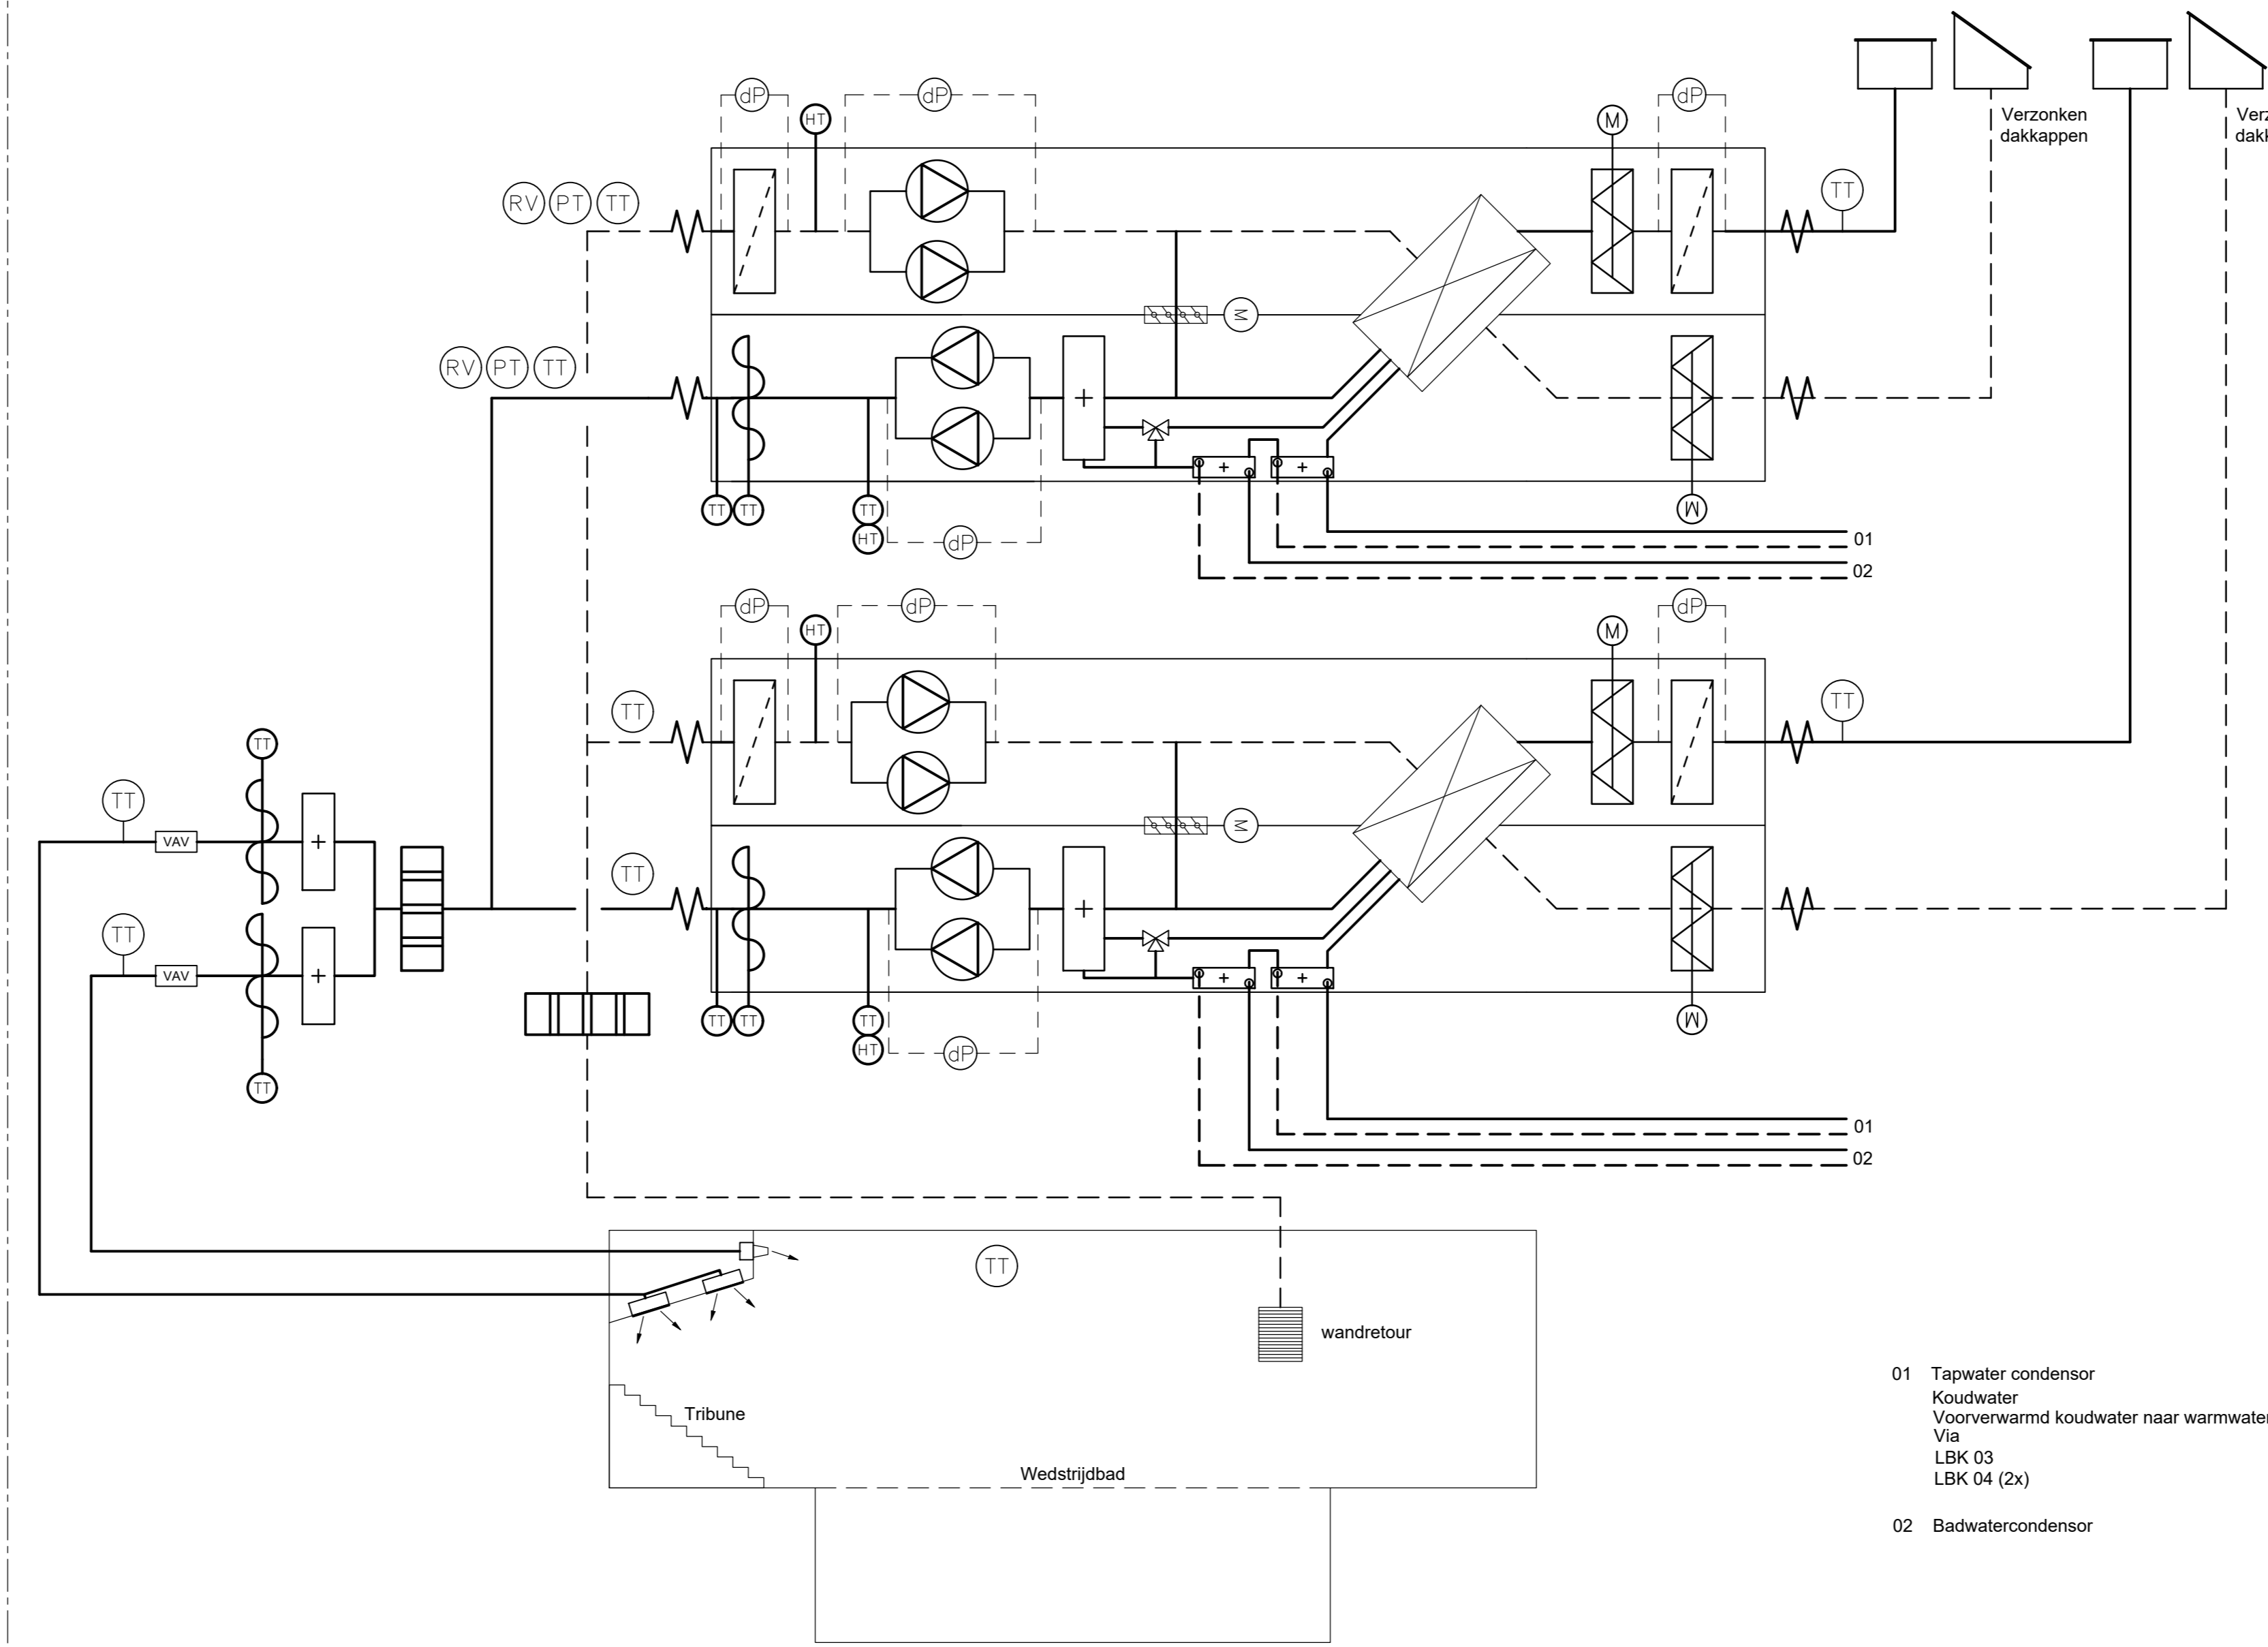 Verzonken
dakkappen
dP
dP
dP
HT
M
RV PT TT
TT
M
RV PT TT
+
+ +
TT TT
TT
HT
dP
M
01
02
dP
dP
dP
HT
M
TT
TT
M
TT
TT
VAV
+
TT
+
TT
VAV
+
+ +
TT TT
TT
HT
dP
M
TT
01
02
TT
wandretour
Tribune
Wedstrijdbad
01 Tapwater condensor
Koudwater
Voorverwarmd koudwater naar warmwater
Via
LBK 03
LBK 04 (2x)
02 Badwatercondensor